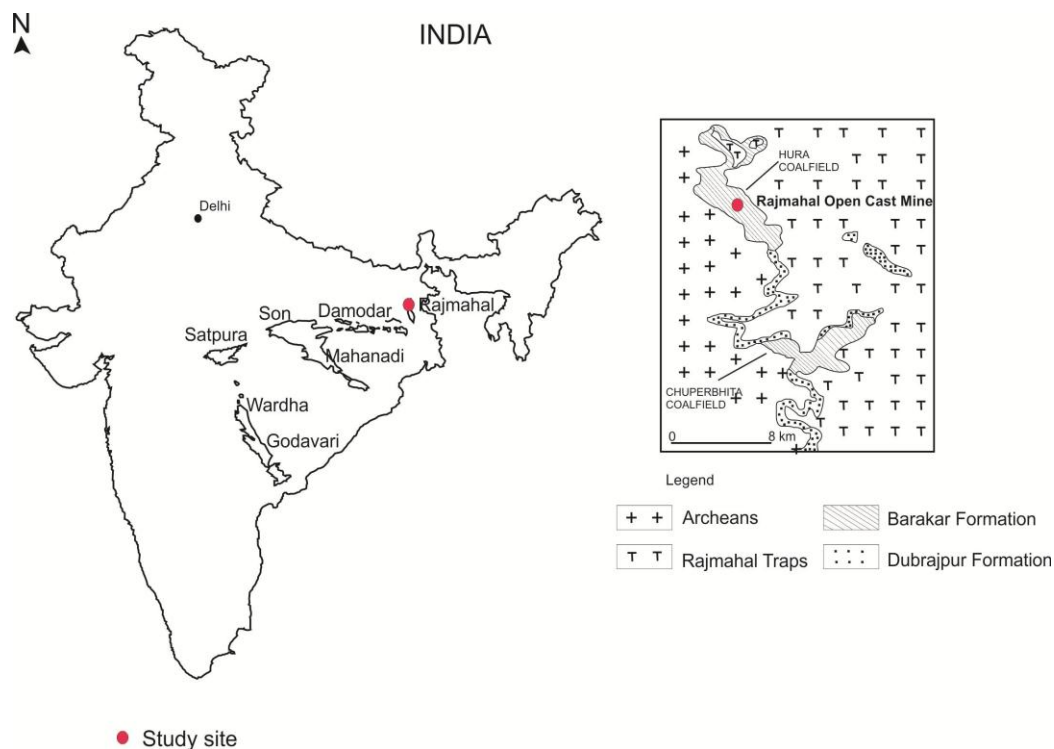 N
INDIA
Delhi
Rajmahal
Damodar
Son
Satpura
Mahanadi
Wardha
Godavari
Study site
HURA
COALFIELD
Rajmahal Open Cast Mine
CHUPERBHITA
COALFIELD
0 8 km
Legend
Archeans
Barakar Formation
Rajmahal Traps
Dubrajpur Formation